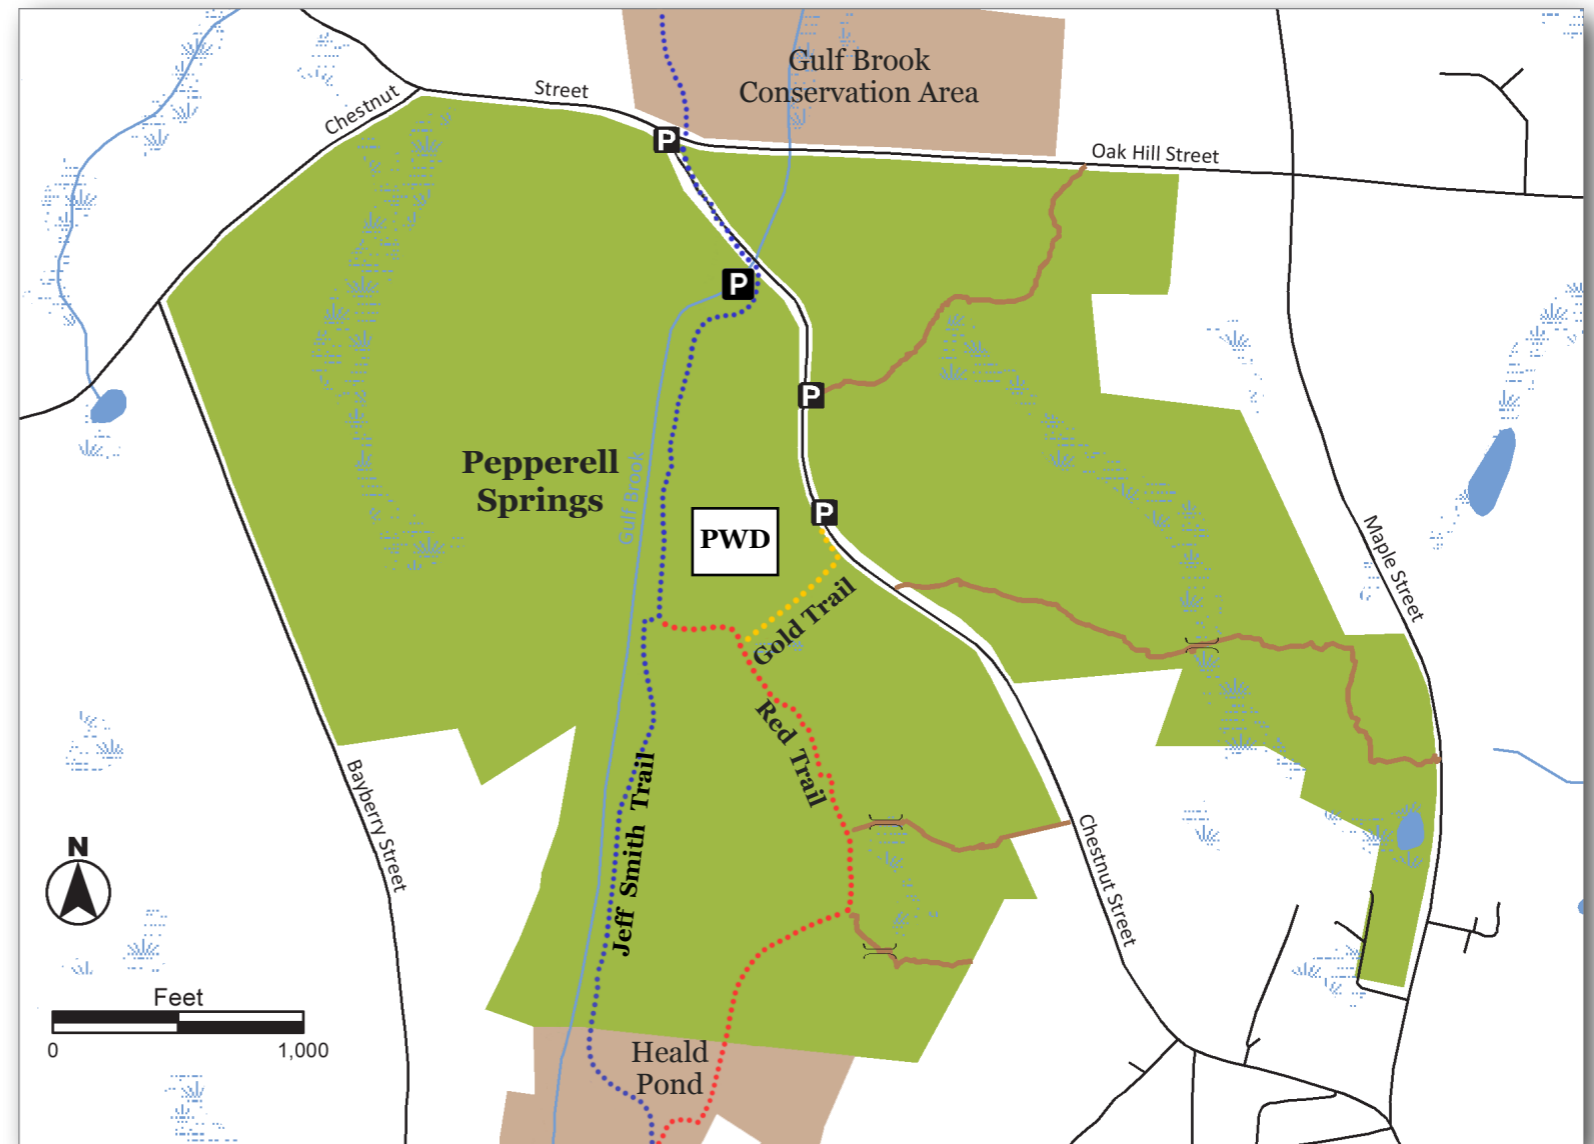 Gulf Brook
Conservation Area
Chestnut
Street
P
Oak Hill Street
P
P
Pepperell
Springs
Gulf Brook
P
PWD
Maple Street
Gold Trail
Red Trail
Jeff Smith Trail
Bayberry Street
Chestnut Street
N
Feet
0
1,000
Heald
Pond